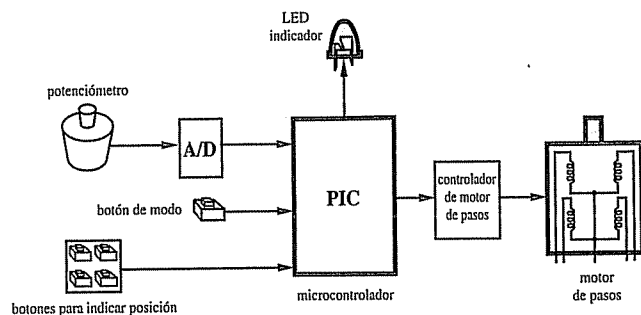 LED
indicador
potenciómetro
A/D
botón de modo
PIC
controlador
de motor
de pasos
botones para indicar posición
microcontrolador
motor
de pasos